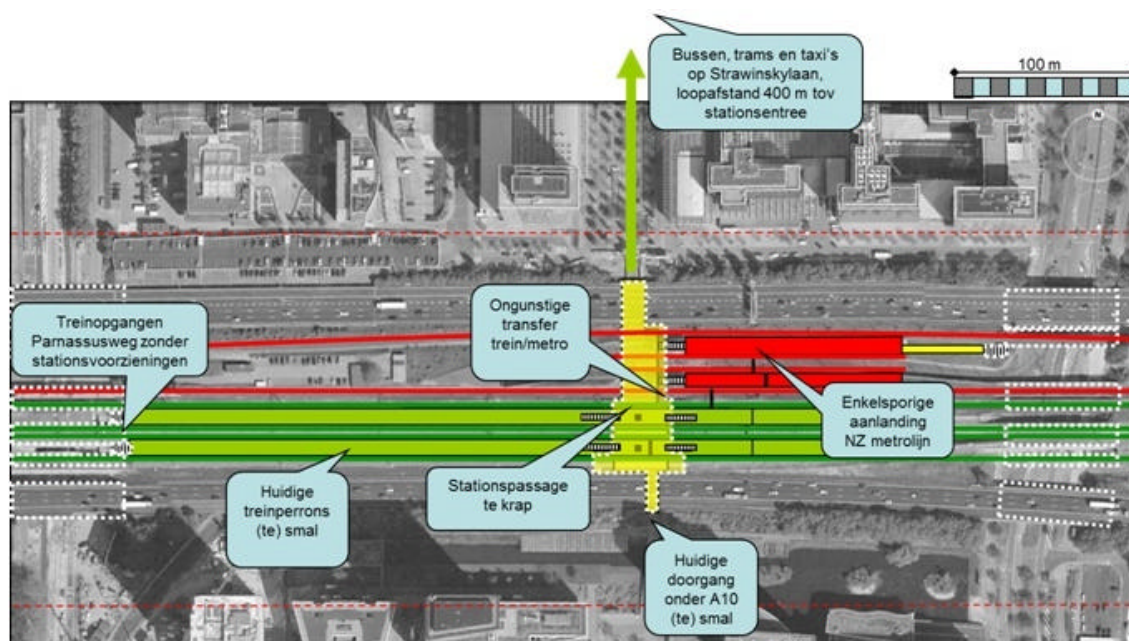 Bussen, trams en taxi's
op Strawinskylaan,
loopafstand 400 m tov
stationsentree
100 m
N
Treinopgangen
Parnassusweg zonder
stationsvoorzieningen
Ongunstige
transfer
trein/metro
Enkelsporige
aanlanding
NZ metrolijn
Huidige
treinperrons
(te) smal
Stationspassage
te krap
Huidige
doorgang
onder A10
(te) smal